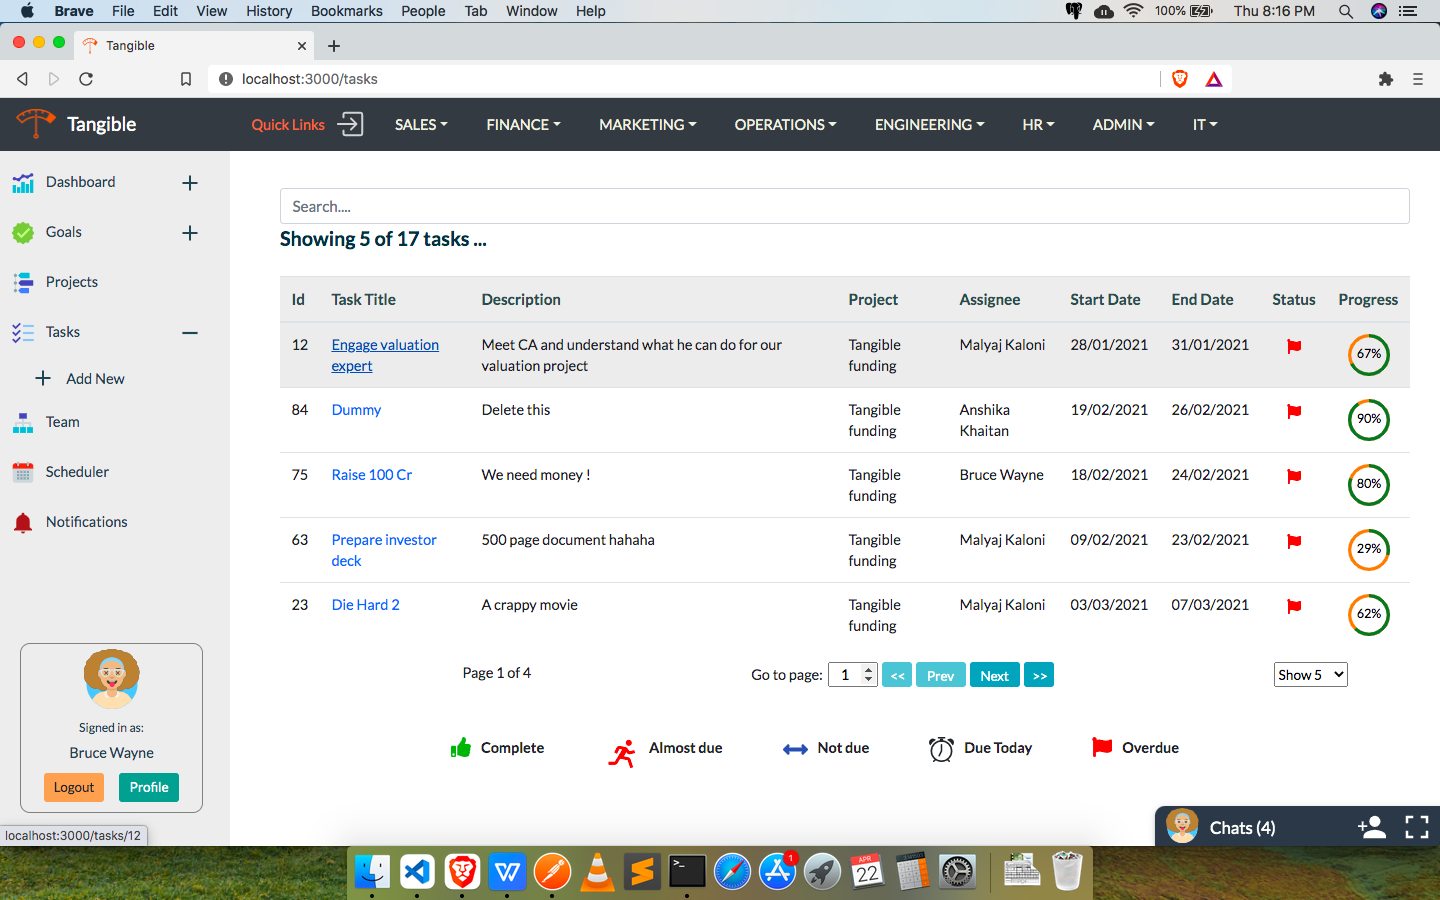 Brave File Edit View History Bookmarks People Tab Window Help 100% Thu 8:16 PM
Tangible
localhost:3000/tasks
Tangible Quick Links SALES FINANCE MARKETING OPERATIONS ENGINEERING HR ADMIN IT
Dashboard
Goals
Projects
Tasks
Add New
Team
Scheduler
Notifications
Signed in as:
Bruce Wayne
Logout Profile
localhost:3000/tasks/12
Search....
Showing 5 of 17 tasks ...
Id Task Title Description Project Assignee Start Date End Date Status Progress
12 Engage valuation Meet CA and understand what he can do for our Tangible Malyaj Kaloni 28/01/2021 31/01/2021 67%
expert valuation project funding
84 Dummy Delete this Tangible Anshika 19/02/2021 26/02/2021 90%
funding Khaitan
75 Raise 100 Cr We need money ! Tangible Bruce Wayne 18/02/2021 24/02/2021 80%
funding
63 Prepare investor 500 page document hahaha Tangible Malyaj Kaloni 09/02/2021 23/02/2021 29%
deck funding
23 Die Hard 2 A crappy movie Tangible Malyaj Kaloni 03/03/2021 07/03/2021 62%
funding
Page 1 of 4 Go to page: 1 << Prev Next >> Show 5
Complete Almost due Not due Due Today Overdue
Chats (4)
1
APR
22